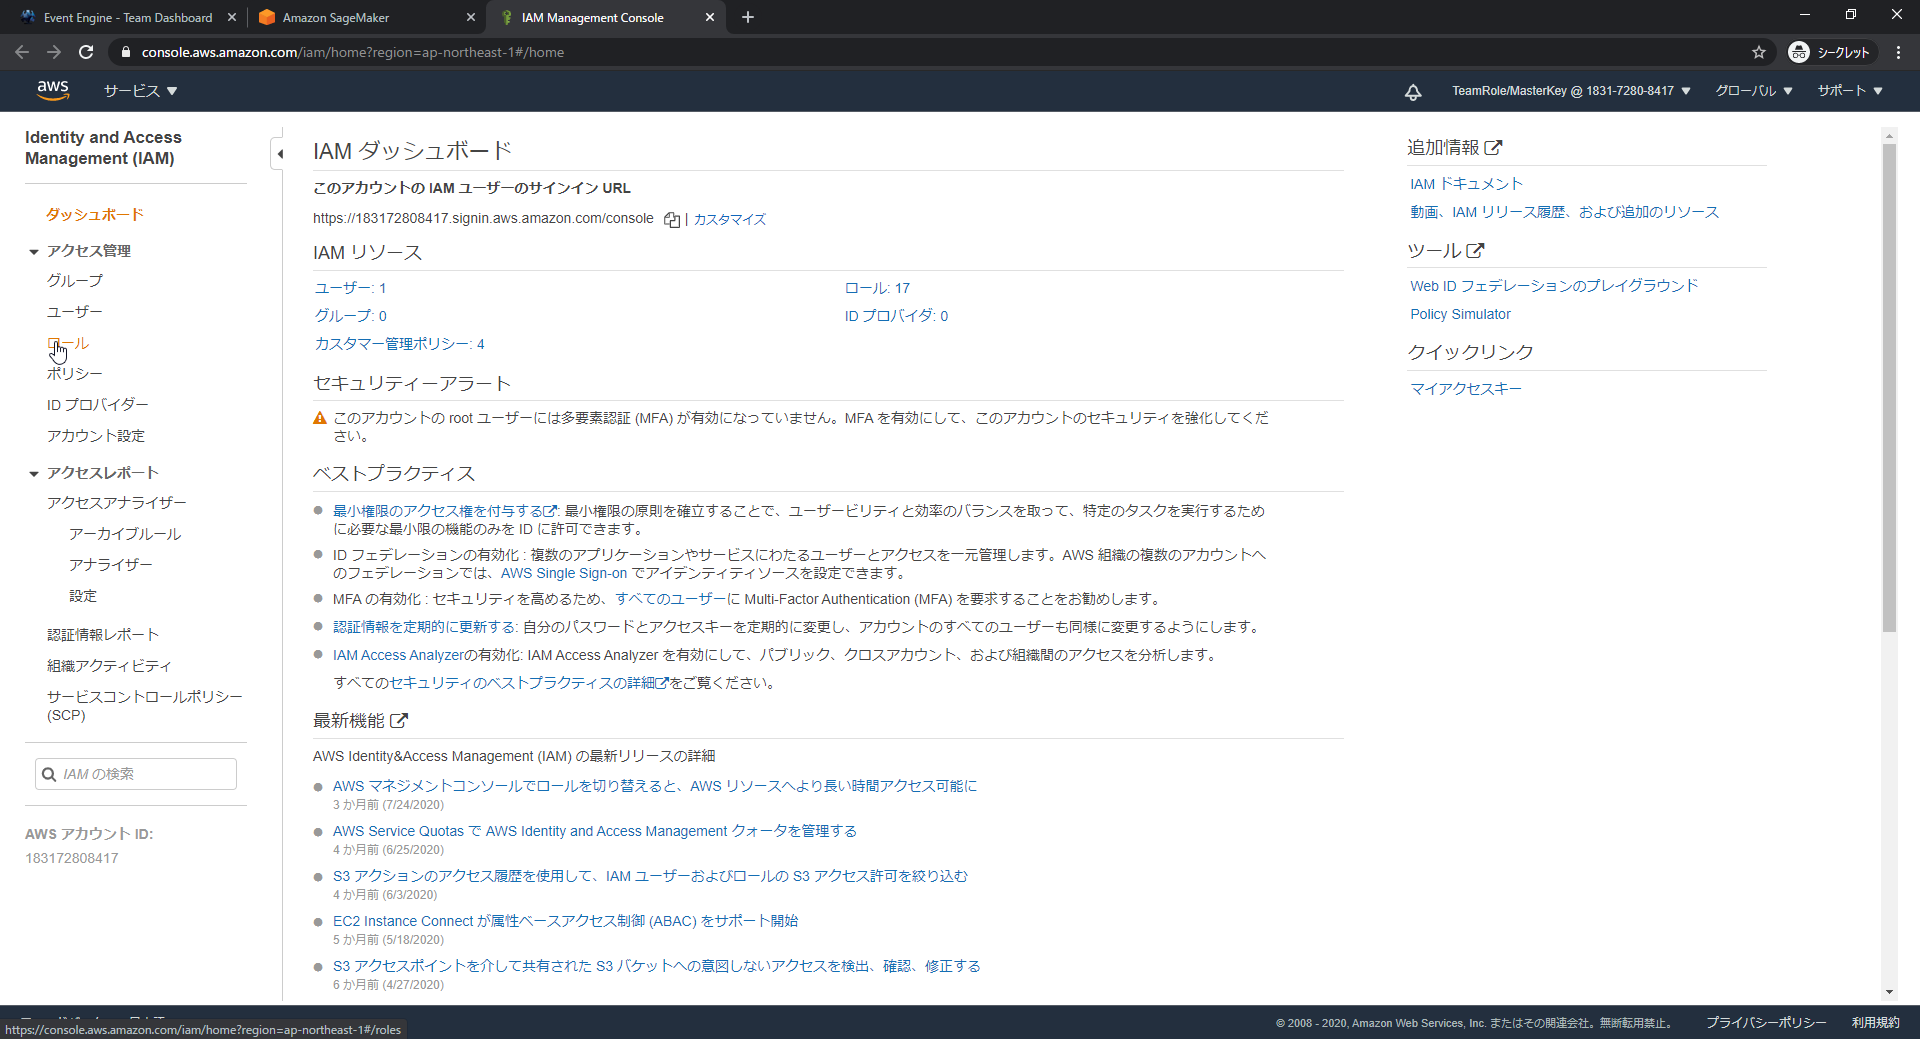 Event Engine - Team Dashboard
Amazon SageMaker
IAM Management Console
console.aws.amazon.com/iam/home?region=ap-northeast-1#/home
シークレット
aws
サービス
TeamRole/MasterKey @ 1831-7280-8417
グローバル
サポート
Identity and Access
Management (IAM)
ダッシュボード
アクセス管理
グループ
ユーザー
ロール
ポリシー
ID プロバイダー
アカウント設定
アクセスレポート
アクセスアナライザー
アーカイブルール
アナライザー
設定
認証情報レポート
組織アクティビティ
サービスコントロールポリシー
(SCP)
IAM の検索
AWS アカウント ID:
183172808417
IAM ダッシュボード
このアカウントの IAM ユーザーのサインイン URL
https://183172808417.signin.aws.amazon.com/console | カスタマイズ
IAM リソース
ユーザー: 1
ロール: 17
グループ: 0
ID プロバイダ: 0
カスタマー管理ポリシー: 4
セキュリティーアラート
このアカウントの root ユーザーには多要素認証 (MFA) が有効になっていません。MFA を有効にして、このアカウントのセキュリティを強化してくだ
さい。
ベストプラクティス
最小権限のアクセス権を付与する: 最小権限の原則を確立することで、ユーザービリティと効率のバランスを取って、特定のタスクを実行するため
に必要な最小限の機能のみを ID に許可できます。
ID フェデレーションの有効化 : 複数のアプリケーションやサービスにわたるユーザーとアクセスを一元管理します。AWS 組織の複数のアカウントへ
のフェデレーションでは、AWS Single Sign-on でアイデンティティソースを設定できます。
MFA の有効化 : セキュリティを高めるため、すべてのユーザーに Multi-Factor Authentication (MFA) を要求することをお勧めします。
認証情報を定期的に更新する: 自分のパスワードとアクセスキーを定期的に変更し、アカウントのすべてのユーザーも同様に変更するようにします。
IAM Access Analyzerの有効化: IAM Access Analyzer を有効にして、パブリック、クロスアカウント、および組織間のアクセスを分析します。
すべてのセキュリティのベストプラクティスの詳細をご覧ください。
最新機能
AWS Identity&Access Management (IAM) の最新リリースの詳細
AWS マネジメントコンソールでロールを切り替えると、AWS リソースへより長い時間アクセス可能に
3 か月前 (7/24/2020)
AWS Service Quotas で AWS Identity and Access Management クォータを管理する
4 か月前 (6/25/2020)
S3 アクションのアクセス履歴を使用して、IAM ユーザーおよびロールの S3 アクセス許可を絞り込む
4 か月前 (6/3/2020)
EC2 Instance Connect が属性ベースアクセス制御 (ABAC) をサポート開始
5 か月前 (5/18/2020)
S3 アクセスポイントを介して共有された S3 バケットへの意図しないアクセスを検出、確認、修正する
6 か月前 (4/27/2020)
追加情報
IAM ドキュメント
動画、IAM リリース履歴、および追加のリソース
ツール
Web ID フェデレーションのプレイグラウンド
Policy Simulator
クイックリンク
マイアクセスキー
https://console.aws.amazon.com/iam/home?region=ap-northeast-1#/roles
© 2008 - 2020, Amazon Web Services, Inc. またはその関連会社。無断転用禁止。
プライバシーポリシー
利用規約